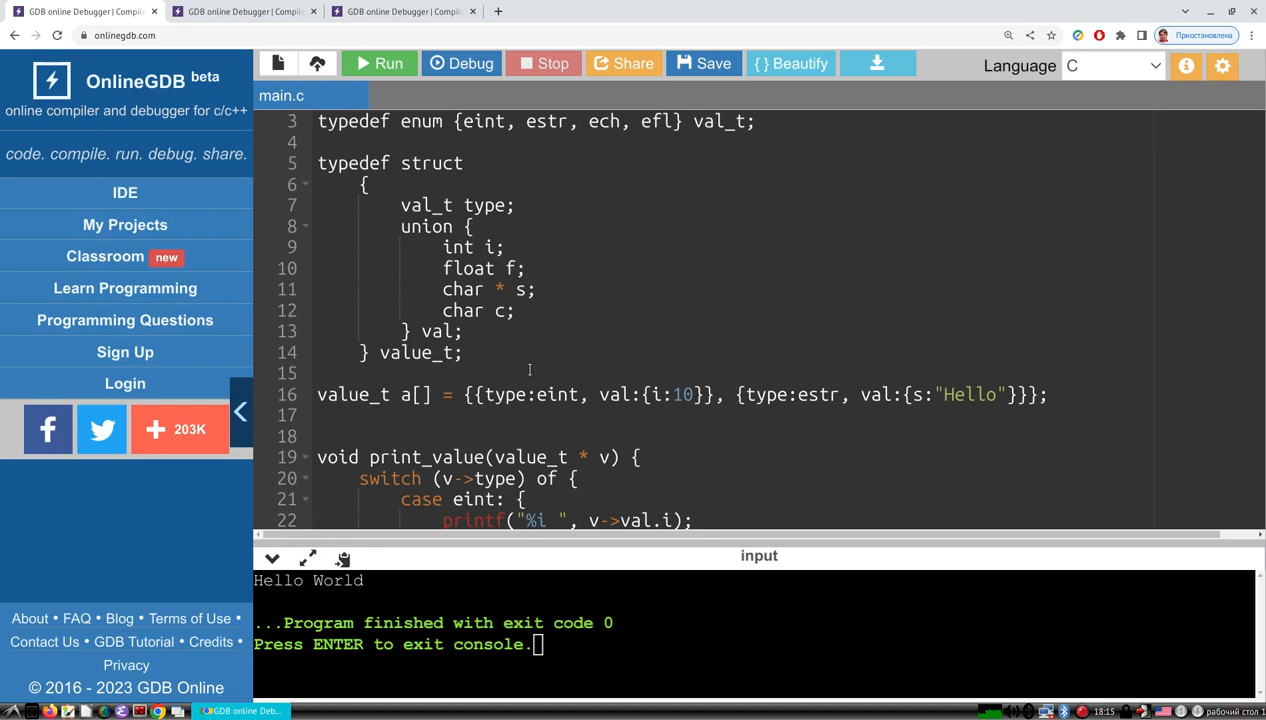 GDB online Debugger | Compile
GDB online Debugger | Compile
GDB online Debugger | Compile
onlinegdb.com
Приостановлена
OnlineGDB beta
online compiler and debugger for c/c++
code. compile. run. debug. share.
IDE
My Projects
Classroom new
Learn Programming
Programming Questions
Sign Up
Login
203K
About • FAQ • Blog • Terms of Use •
Contact Us • GDB Tutorial • Credits •
Privacy
© 2016 - 2023 GDB Online
Run
Debug
Stop
Share
Save
{ } Beautify
Language
C
main.c
3 typedef enum {eint, estr, ech, efl} val_t;
4
5 typedef struct
6     {
7         val_t type;
8         union {
9             int i;
10             float f;
11             char * s;
12             char c;
13         } val;
14     } value_t;
15
16 value_t a[] = {{type:eint, val:{i:10}}, {type:estr, val:{s:"Hello"}}};
17
18
19 void print_value(value_t * v) {
20     switch (v->type) of {
21         case eint: {
22             printf("%i ", v->val.i);
input
Hello World
...Program finished with exit code 0
Press ENTER to exit console.
GDB online Deb...
18:15
рабочий стол 1